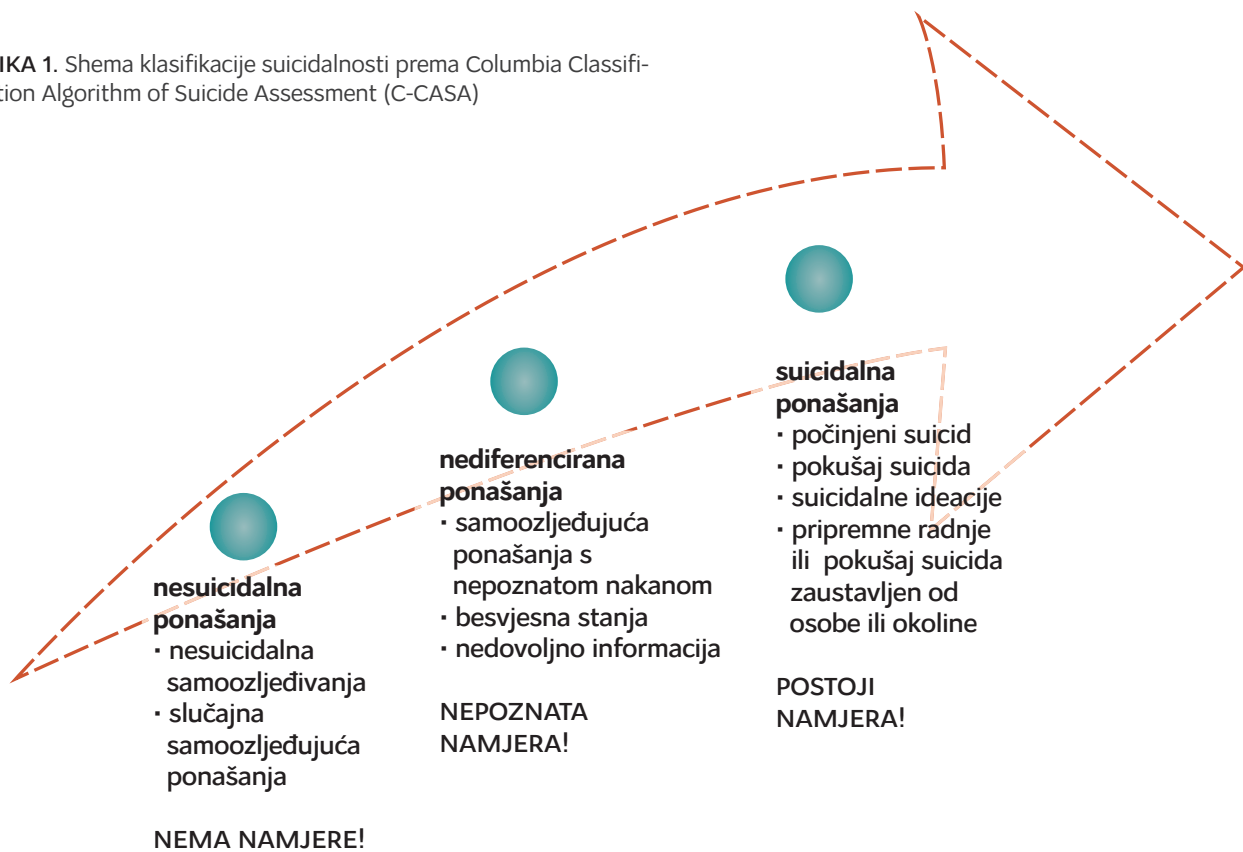 IKA 1. Shema klasifikacije suicidalnosti prema Columbia Classifi-
tion Algorithm of Suicide Assessment (C-CASA)
nesuicidalna
ponašanja
· nesuicidalna
samoozljeđivanja
· slučajna
samoozljeđujuća
ponašanja
NEMA NAMJERE!
nediferencirana
ponašanja
· samoozljeđujuća
ponašanja s
nepoznatom nakanom
· besvjesna stanja
· nedovoljno informacija
NEPOZNATA
NAMJERA!
suicidalna
ponašanja
· počinjeni suicid
· pokušaj suicida
· suicidalne ideacije
· pripremne radnje
ili pokušaj suicida
zaustavljen od
osobe ili okoline
POSTOJI
NAMJERA!